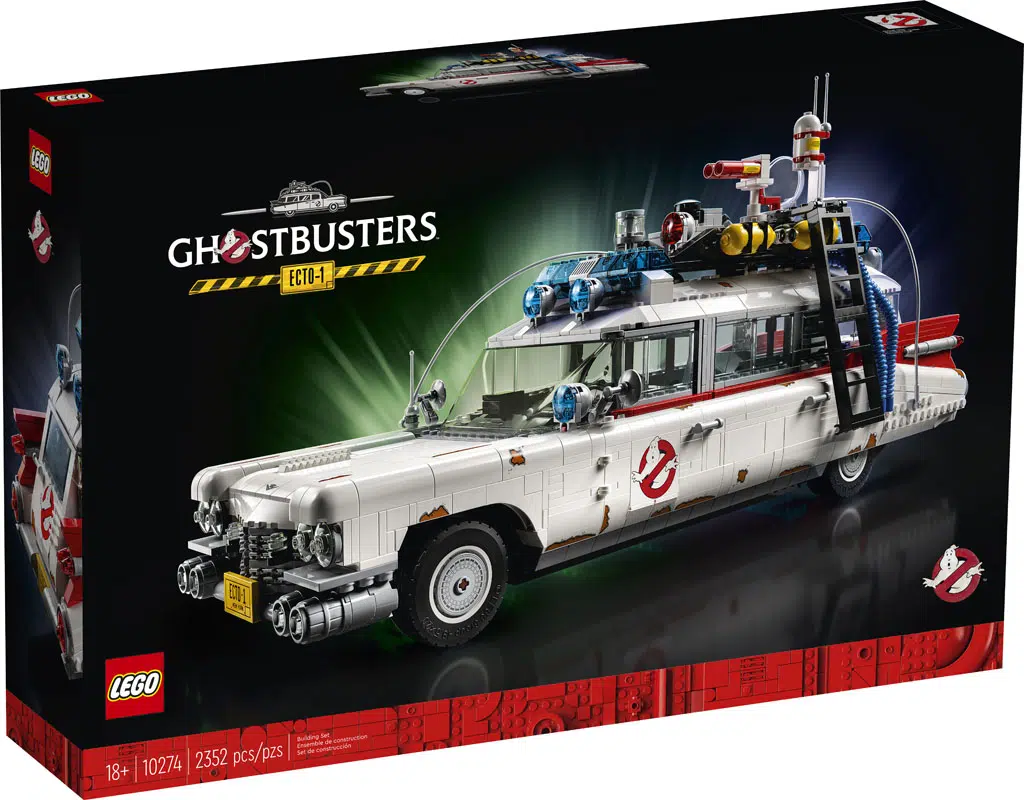 LEGO
LEGO
GHOSTBUSTERS
ECTO-1
ECTO-1
LEGO
18+ 10274 2352 pcs/pzs
Building Set
Ensemble de construction
Set de construcción